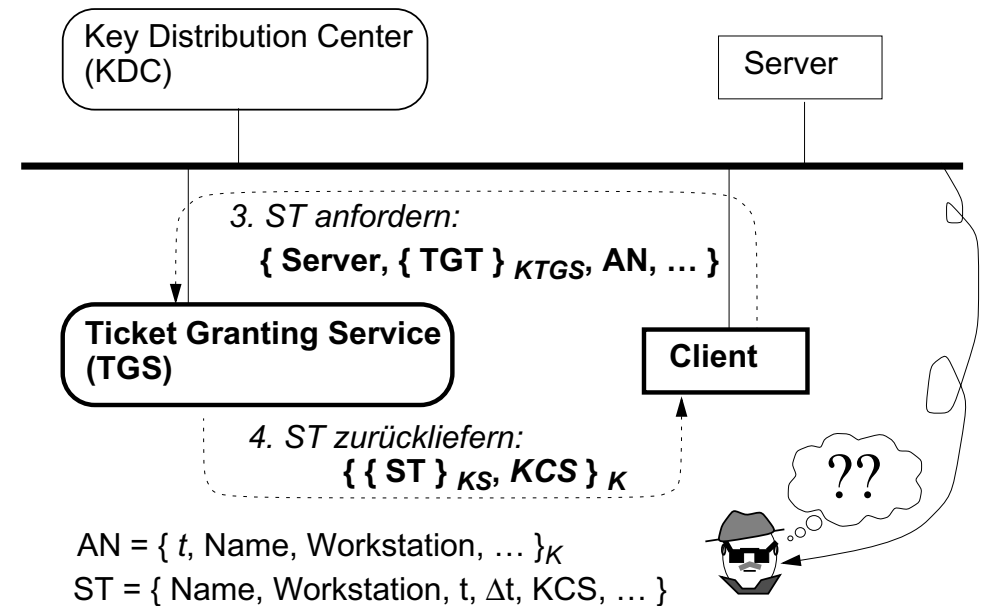 Key Distribution Center
(KDC)
Server
3. ST anfordern:
{ Server, { TGT } KTGS, AN, … }
Ticket Granting Service
(TGS)
Client
4. ST zurückliefern:
{ { ST } KS, KCS } K
??
AN = { t, Name, Workstation, … }K
ST = { Name, Workstation, t, Δt, KCS, … }